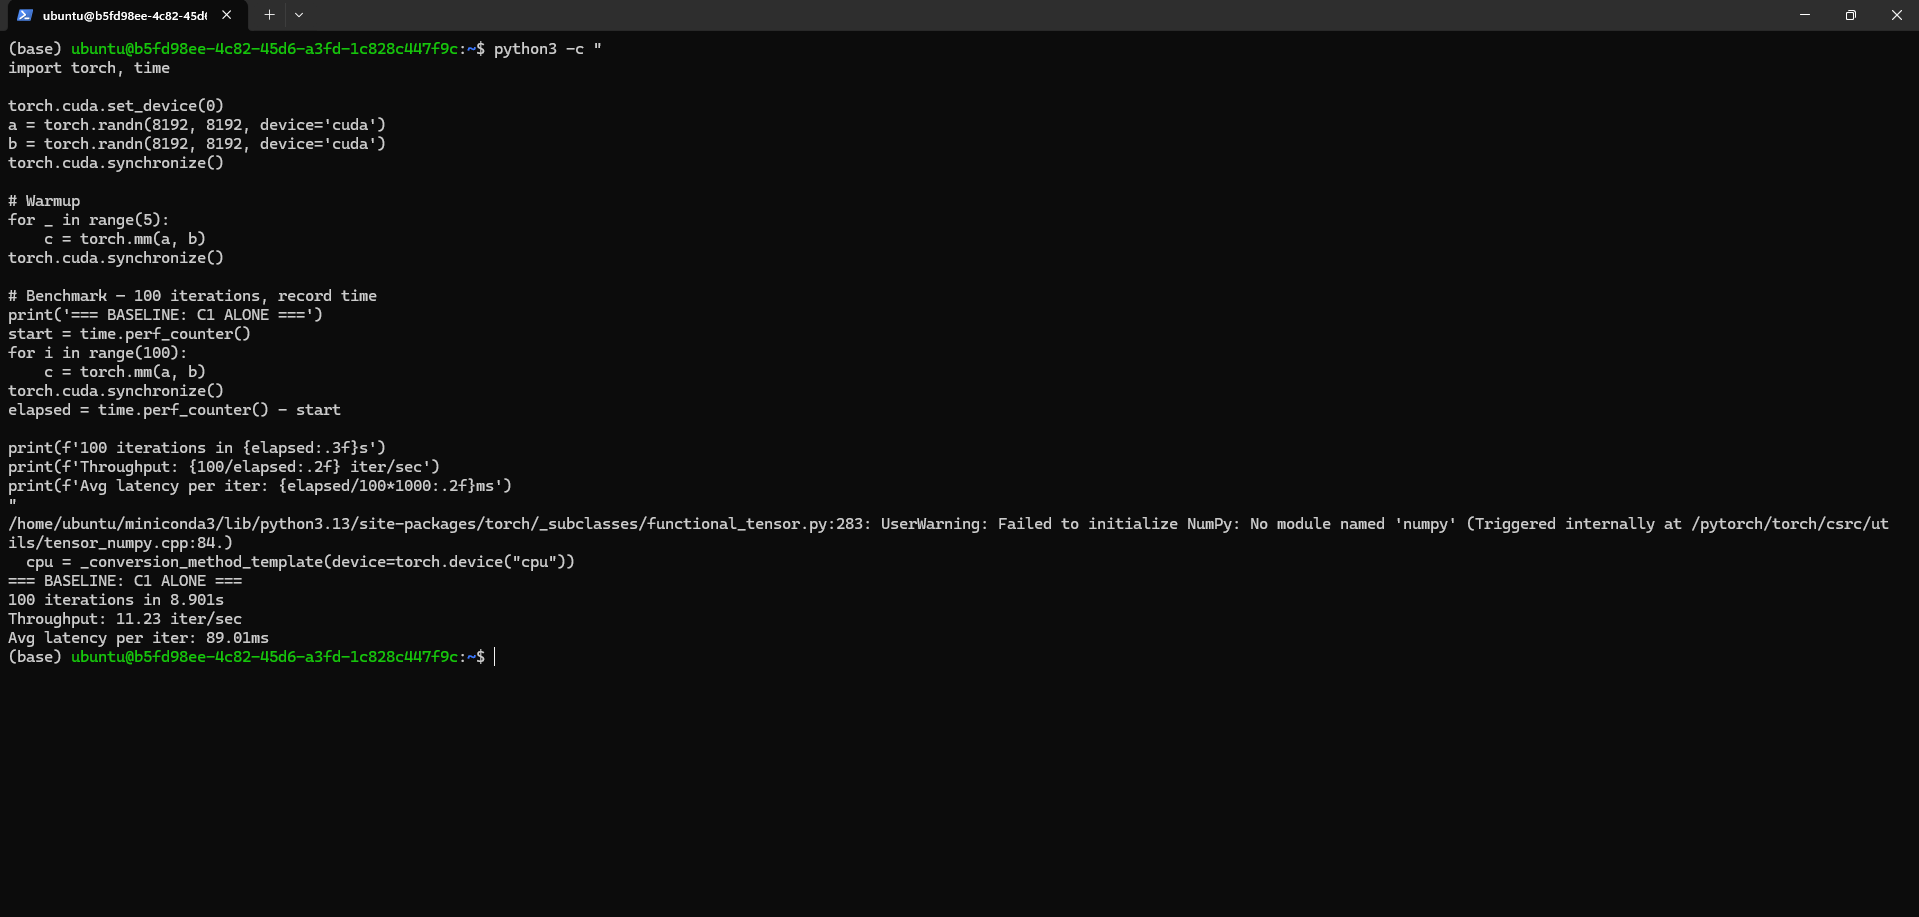 ubuntu@b5fd98ee-4c82-45d6
(base) ubuntu@b5fd98ee-4c82-45d6-a3fd-1c828c447f9c:~$ python3 -c "
import torch, time

torch.cuda.set_device(0)
a = torch.randn(8192, 8192, device='cuda')
b = torch.randn(8192, 8192, device='cuda')
torch.cuda.synchronize()

# Warmup
for _ in range(5):
    c = torch.mm(a, b)
torch.cuda.synchronize()

# Benchmark — 100 iterations, record time
print('=== BASELINE: C1 ALONE ===')
start = time.perf_counter()
for i in range(100):
    c = torch.mm(a, b)
torch.cuda.synchronize()
elapsed = time.perf_counter() - start

print(f'100 iterations in {elapsed:.3f}s')
print(f'Throughput: {100/elapsed:.2f} iter/sec')
print(f'Avg latency per iter: {elapsed/100*1000:.2f}ms')
"
/home/ubuntu/miniconda3/lib/python3.13/site-packages/torch/_subclasses/functional_tensor.py:283: UserWarning: Failed to initialize NumPy: No module named 'numpy' (Triggered internally at /pytorch/torch/csrc/ut
ils/tensor_numpy.cpp:84.)
  cpu = _conversion_method_template(device=torch.device("cpu"))
=== BASELINE: C1 ALONE ===
100 iterations in 8.901s
Throughput: 11.23 iter/sec
Avg latency per iter: 89.01ms
(base) ubuntu@b5fd98ee-4c82-45d6-a3fd-1c828c447f9c:~$